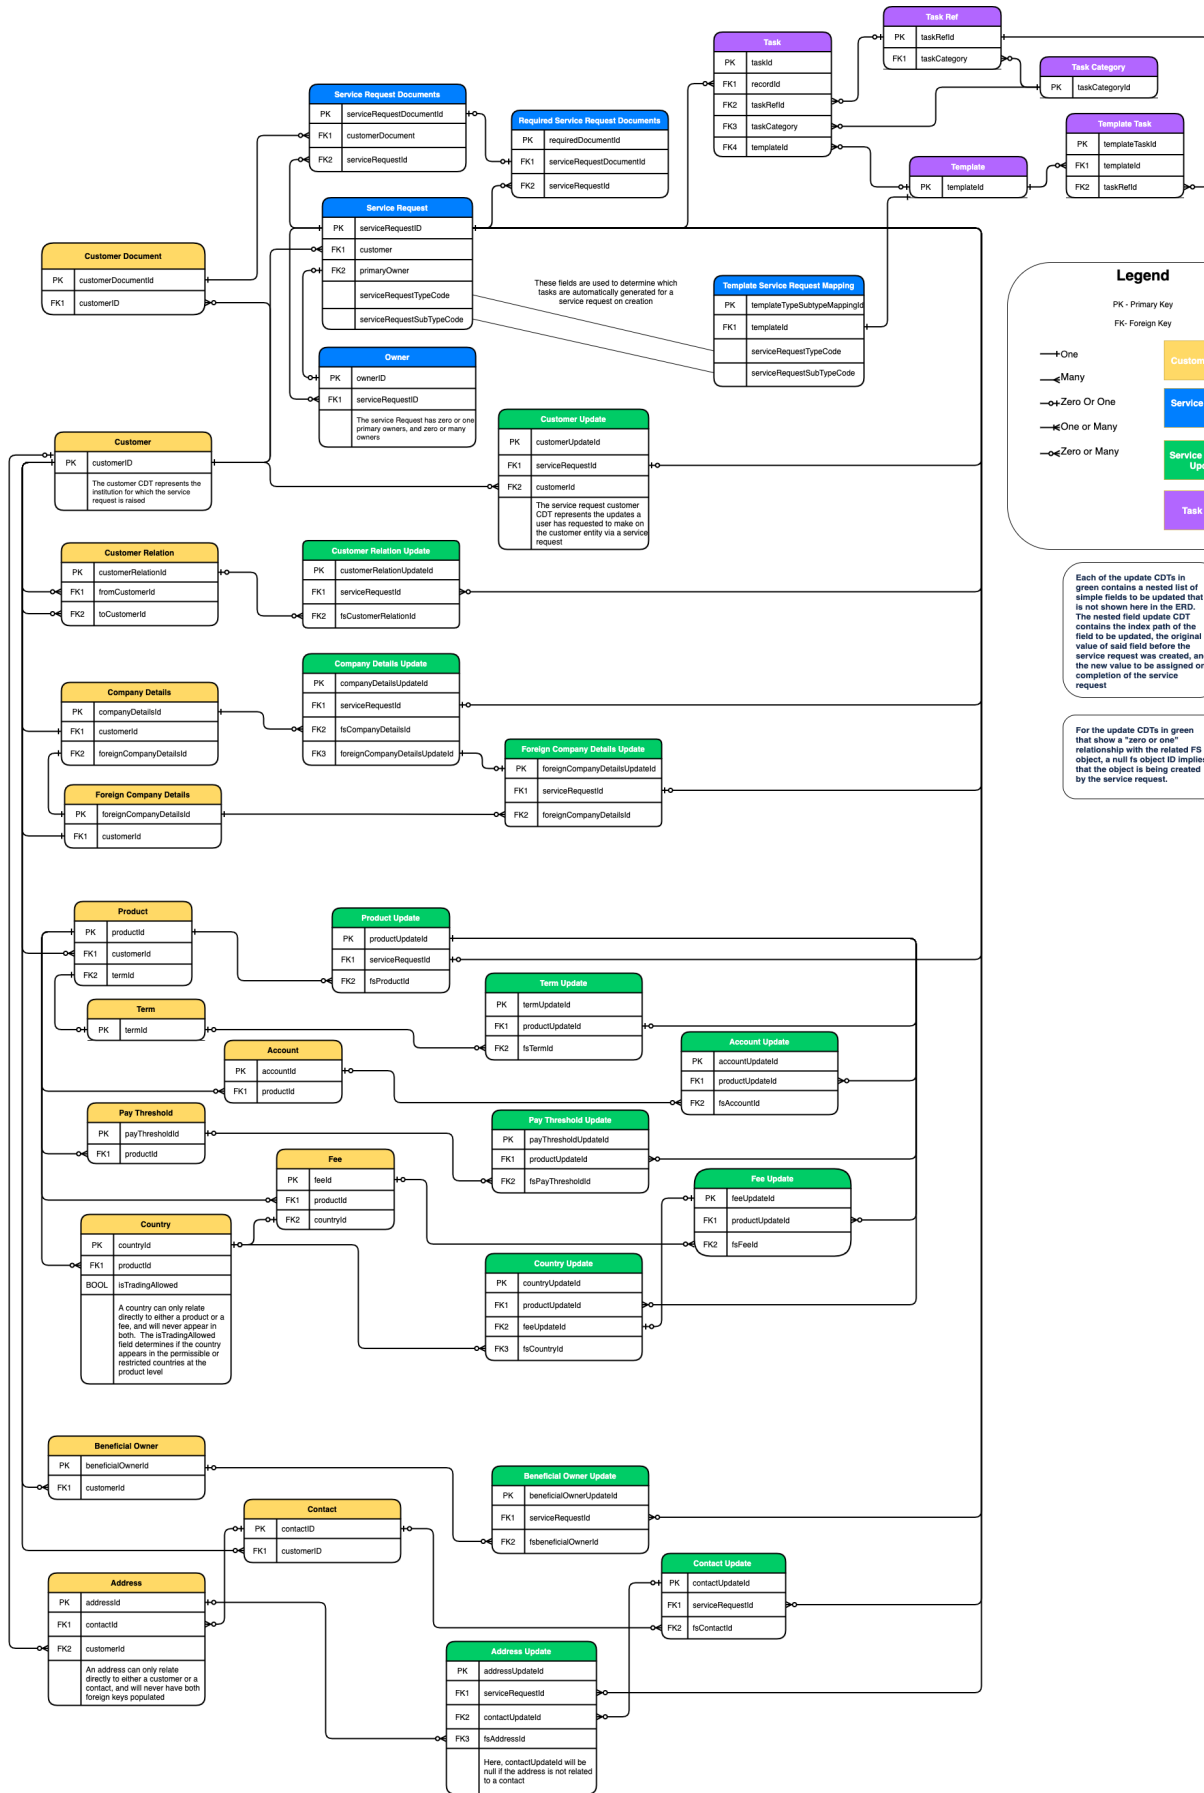 Task Ref
PK taskRefId
FK1 taskCategory
Task
PK taskId
FK1 recordId
FK2 taskRefId
FK3 taskCategory
FK4 templateId
Task Category
PK taskCategoryId
Service Request Documents
PK serviceRequestDocumentId
FK1 customerDocument
FK2 serviceRequestId
Required Service Request Documents
PK requiredDocumentId
FK1 serviceRequestDocumentId
FK2 serviceRequestId
Template Task
PK templateTaskId
FK1 templateId
FK2 taskRefId
Template
PK templateId
Service Request
PK serviceRequestID
FK1 customer
FK2 primaryOwner
serviceRequestTypeCode
serviceRequestSubTypeCode
Customer Document
PK customerDocumentId
FK1 customerID
These fields are used to determine which
tasks are automatically generated for a
service request on creation
Template Service Request Mapping
PK templateTypeSubtypeMappingId
FK1 templateId
serviceRequestTypeCode
serviceRequestSubTypeCode
Legend
PK - Primary Key
FK- Foreign Key
One
Many
Zero Or One
One or Many
Zero or Many
Service
Task
Owner
PK ownerID
FK1 serviceRequestID
The service Request has zero or one
primary owners, and zero or many
owners
Customer
PK customerID
The customer CDT represents the
institution for which the service
request is raised
Customer Update
PK customerUpdateId
FK1 serviceRequestId
FK2 customerId
The service request customer
CDT represents the updates a
user has requested to make on
the customer entity via a service
request
Customer Relation
PK customerRelationId
FK1 fromCustomerId
FK2 toCustomerId
Customer Relation Update
PK customerRelationUpdateId
FK1 serviceRequestId
FK2 fsCustomerRelationId
Each of the update CDTs in
green contains a nested list of
simple fields to be updated that
is not shown here in the ERD.
The nested field update CDT
contains the index path of the
field to be updated, the original
value of said field before the
service request was created, an
the new value to be assigned on
completion of the service
request
Company Details
PK companyDetailsId
FK1 customerId
FK2 foreignCompanyDetailsId
Company Details Update
PK companyDetailsUpdateId
FK1 serviceRequestId
FK2 fsCompanyDetailsId
FK3 foreignCompanyDetailsUpdateId
Foreign Company Details Update
PK foreignCompanyDetailsUpdateId
FK1 serviceRequestId
FK2 foreignCompanyDetailsId
For the update CDTs in green
that show a "zero or one"
relationship with the related FS
object, a null fs object ID implies
that the object is being created
by the service request.
Foreign Company Details
PK foreignCompanyDetailsId
FK1 customerId
Product
PK productId
FK1 customerId
FK2 termId
Product Update
PK productUpdateId
FK1 serviceRequestId
FK2 fsProductId
Term
PK termId
Term Update
PK termUpdateId
FK1 productUpdateId
FK2 fsTermId
Account
PK accountId
FK1 productId
Account Update
PK accountUpdateId
FK1 productUpdateId
FK2 fsAccountId
Pay Threshold
PK payThresholdId
FK1 productId
Pay Threshold Update
PK payThresholdUpdateId
FK1 productUpdateId
FK2 fsPayThresholdId
Fee
PK feeId
FK1 productId
FK2 countryId
Fee Update
PK feeUpdateId
FK1 productUpdateId
FK2 fsFeeId
Country
PK countryId
FK1 productId
BOOL isTradingAllowed
A country can only relate
directly to either a product or a
fee, and will never appear in
both. The isTradingAllowed
field determines if the country
appears in the permissible or
restricted countries at the
product level
Country Update
PK countryUpdateId
FK1 productUpdateId
FK2 feeUpdateId
FK3 fsCountryId
Beneficial Owner
PK beneficialOwnerId
FK1 customerId
Beneficial Owner Update
PK beneficialOwnerUpdateId
FK1 serviceRequestId
FK2 fsbeneficialOwnerId
Contact
PK contactID
FK1 customerID
Contact Update
PK contactUpdateId
FK1 serviceRequestId
FK2 fsContactId
Address
PK addressId
FK1 contactId
FK2 customerId
An address can only relate
directly to either a customer or a
contact, and will never have both
foreign keys populated
Address Update
PK addressUpdateId
FK1 serviceRequestId
FK2 contactUpdateId
FK3 fsAddressId
Here, contactUpdateId will be
null if the address is not related
to a contact